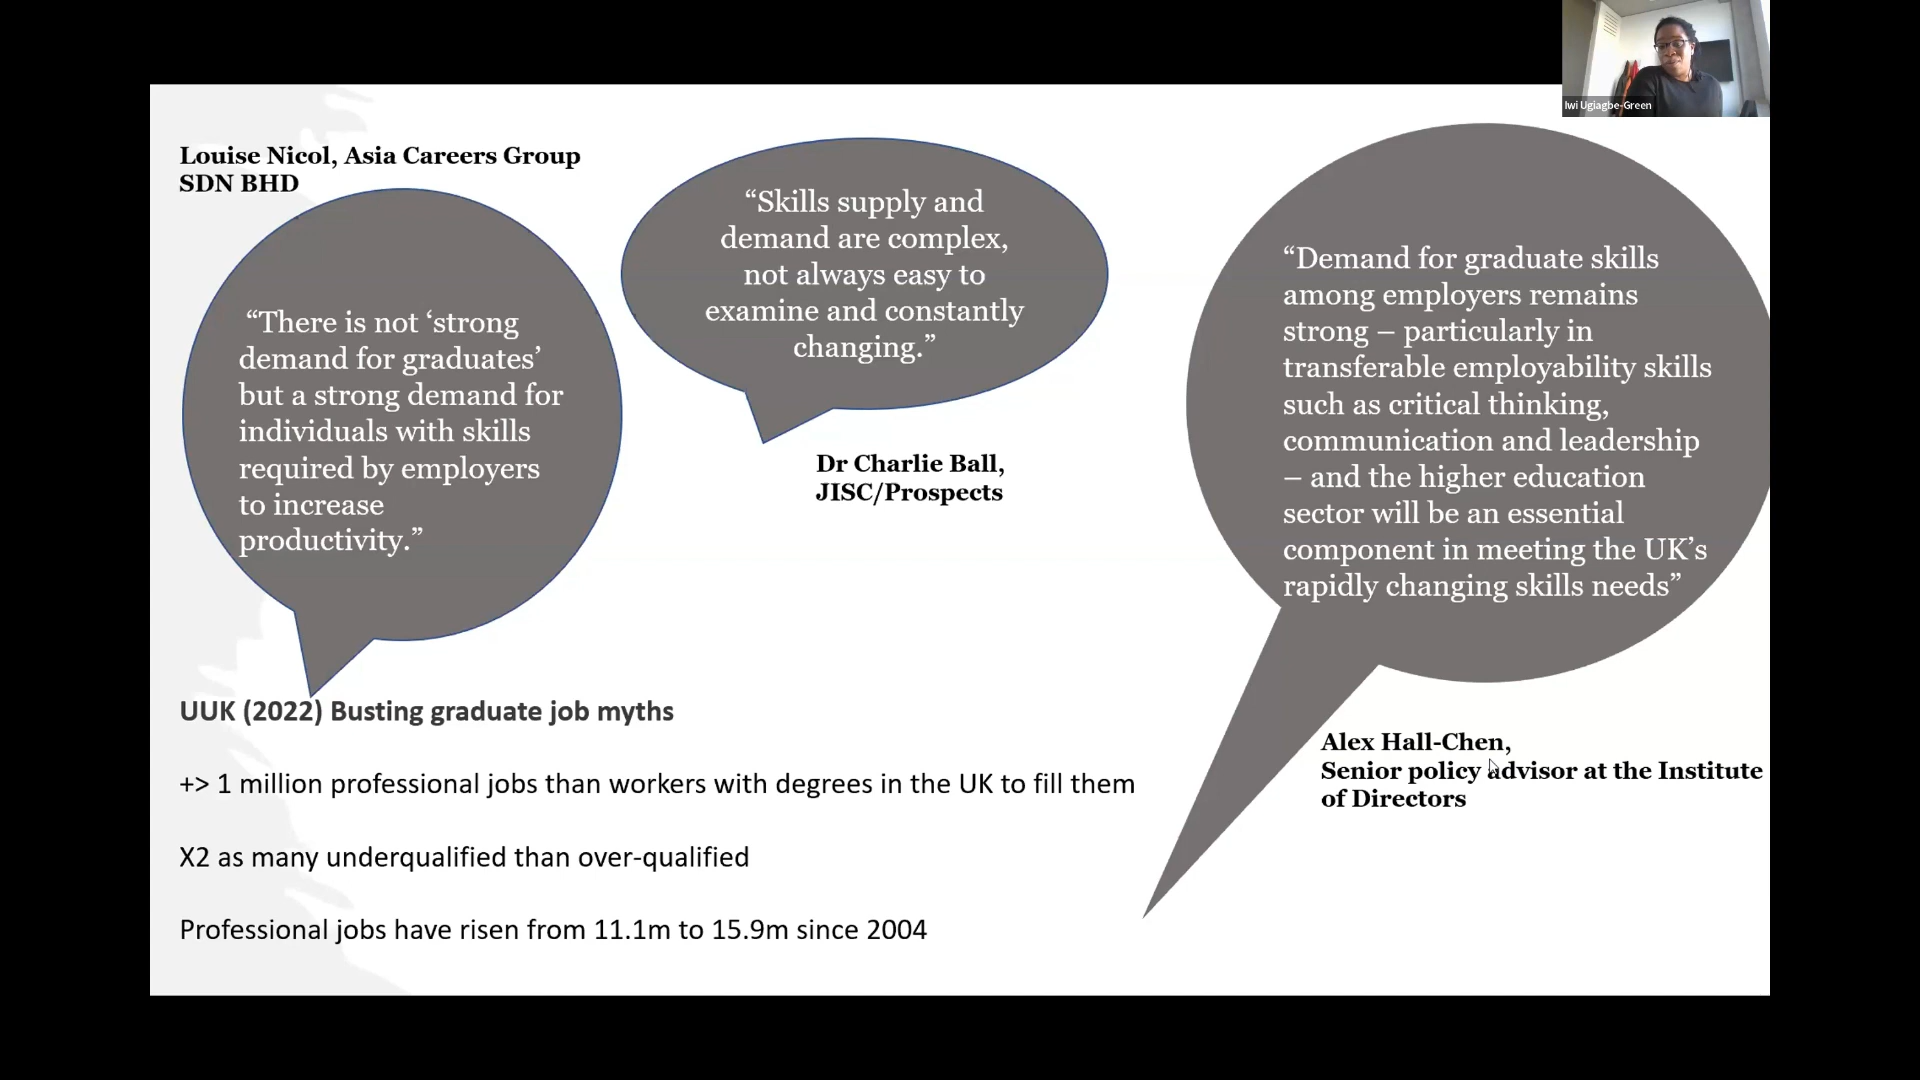 Iwi Ugiagbe-Green
Louise Nicol, Asia Careers Group
SDN BHD
“There is not ‘strong
demand for graduates’
but a strong demand for
individuals with skills
required by employers
to increase
productivity.”
“Skills supply and
demand are complex,
not always easy to
examine and constantly
changing.”
Dr Charlie Ball,
JISC/Prospects
“Demand for graduate skills
among employers remains
strong – particularly in
transferable employability skills
such as critical thinking,
communication and leadership
– and the higher education
sector will be an essential
component in meeting the UK’s
rapidly changing skills needs”
Alex Hall-Chen,
Senior policy advisor at the Institute
of Directors
UUK (2022) Busting graduate job myths
+> 1 million professional jobs than workers with degrees in the UK to fill them
X2 as many underqualified than over-qualified
Professional jobs have risen from 11.1m to 15.9m since 2004